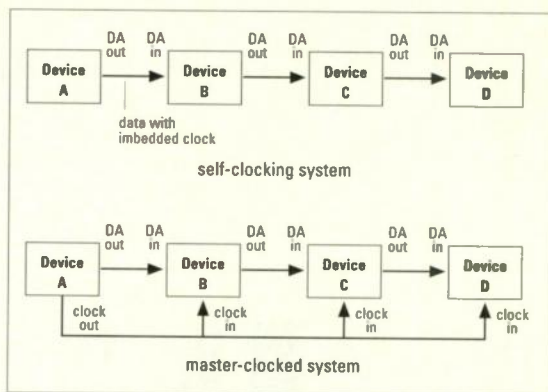 DA out DA in DA out DA in DA out DA in
Device A
Device B
Device C
Device D
data with
imbedded clock
self-clocking system
DA out DA in DA out DA in DA out DA in
Device A
Device B
Device C
Device D
clock out
clock in
clock in
clock in
master-clocked system